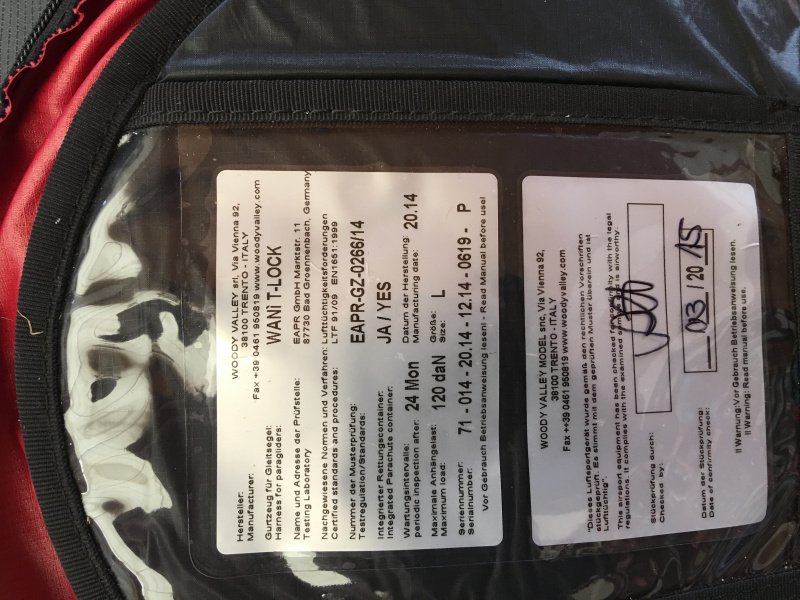 Hersteller: WOODY VALLEY srl, Via Vienna 92,
Manufacturer: 38100 TRENTO - ITALY
Fax ++39 0461 950819 www.woodyvalley.com
Gurtzeug für Gleitsegel:
Harness for paragliders: WANI T-LOCK
Name und Adresse der Prüfstelle: EAPR GmbH Marktstr. 11
Testing Laboratory 87730 Bad Groennenbach, Germany
Nachgewiesene Normen und Verfahren: Lufttüchtigkeitsforderungen
Certified standards and procedures: LTF 91/09 EN1651:1999
Nummer der Musterprüfung:
Testregulation/Standards: EAPR-GZ-0266/14
Integrierter Rettungscontainer:
Integrated Parachute container: JA / YES
Wartungsintervalle: Datum der Herstellung:
periodic inspection after: 24 Mon Manufacturing date: 20.14
Maximale Anhängelast: Größe:
Maximum load: 120 daN Size: L
Seriennummer:
Serialnumber: 71 - 014 - 20.14 - 12.14 - 0619 - P
Vor Gebrauch Betriebsanweisung lesen! - Read Manual before use!
WOODY VALLEY MODEL snc, Via Vienna 92,
38100 TRENTO - ITALY
Fax ++39 0461 950819 www.woodyvalley.com
"Dieses Luftsportgerät wurde gemäß den rechtlichen Vorschriften
stückgeprüft. Es stimmt mit dem geprüften Muster überein und ist
Lufttüchtig".
This airsport equipment has been checked for conformity with the legal
regulations. It complies with the examined sample and is airworthy.
Stückprüfung durch:
Checked by:
Datum der Stückprüfung:
Date of confirmity check: 03 / 20 15
!! Warnung:Vor Gebrauch Betriebsanweisung lesen.
!! Warning: Read manual before use.